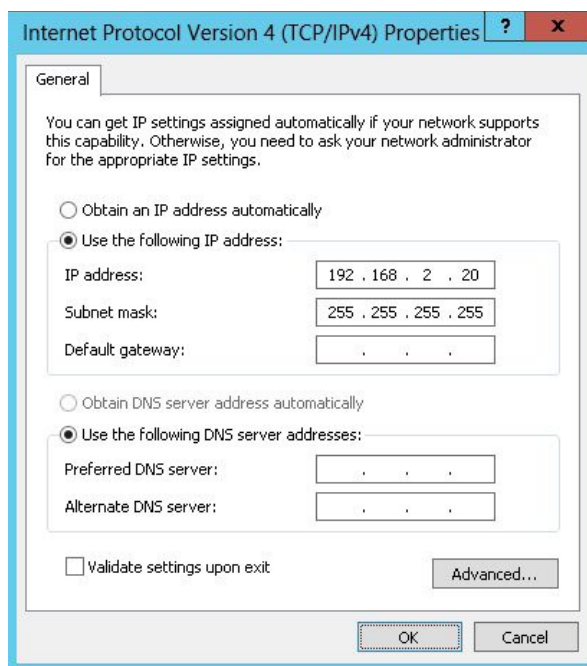 Internet Protocol Version 4 (TCP/IPv4) Properties ? x
General
You can get IP settings assigned automatically if your network supports
this capability. Otherwise, you need to ask your network administrator
for the appropriate IP settings.
Obtain an IP address automatically
Use the following IP address:
IP address: 192 . 168 . 2 . 20
Subnet mask: 255 . 255 . 255 . 255
Default gateway: . . .
Obtain DNS server address automatically
Use the following DNS server addresses:
Preferred DNS server: . . .
Alternate DNS server: . . .
Validate settings upon exit
Advanced...
OK Cancel